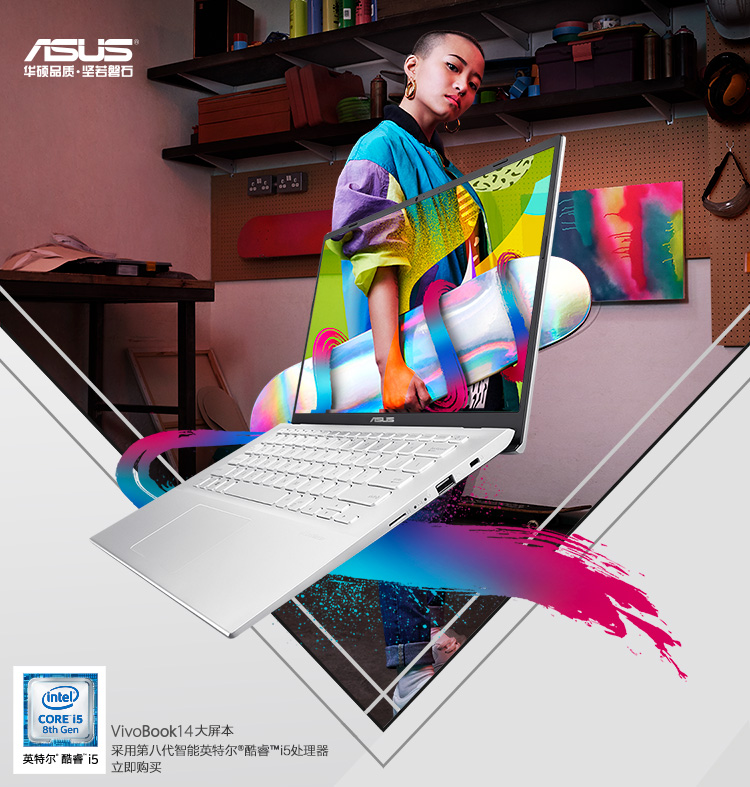 ASUS®
华硕品质·坚若磐石
ASUS
intel®
CORE i5
8th Gen
英特尔® 酷睿™ i5
VivoBook14大屏本
采用第八代智能英特尔®酷睿™i5处理器
立即购买